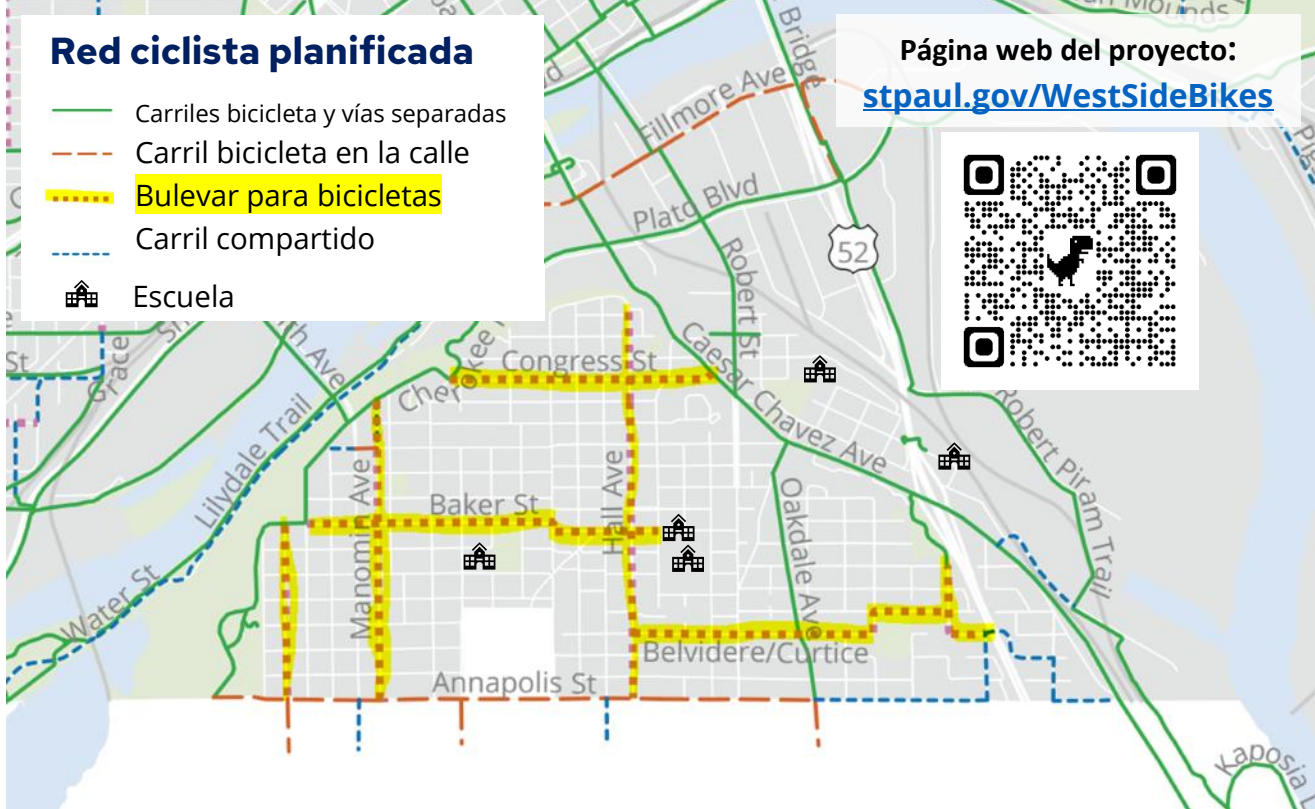 Red ciclista planificada
Carriles bicicleta y vías separadas
Carril bicicleta en la calle
Bulevar para bicicletas
Carril compartido
Escuela
Página web del proyecto:
stpaul.gov/WestSideBikes
Bridge
Fillmore Ave
Plato Blvd
Robert St
52
Grace
St
Cherokee
Congress St
Caesar Chavez Ave
Lilydale Trail
Manomin Ave
Baker St
Hall Ave
Oakdale Ave
Robert Piram Trail
Water St
Belvidere/Curtice
Annapolis St
Kaposia